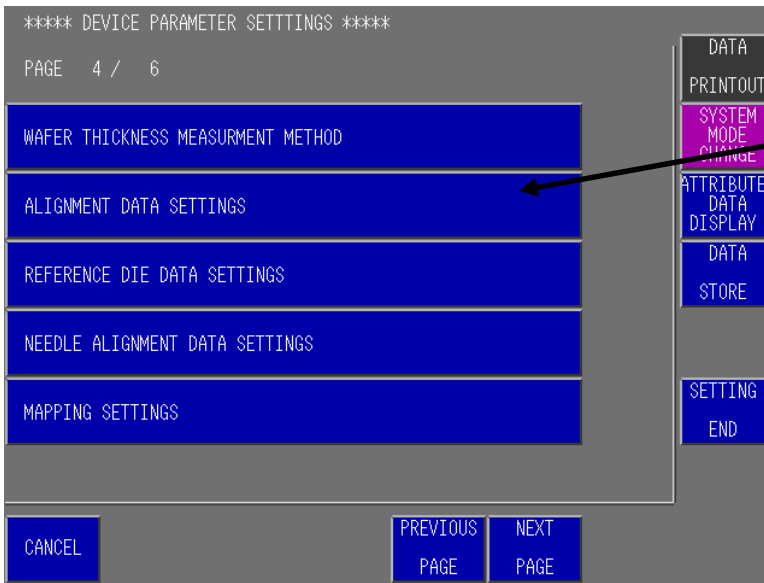 ***** DEVICE PARAMETER SETTTINGS *****
PAGE 4 / 6
WAFER THICKNESS MEASURMENT METHOD
ALIGNMENT DATA SETTINGS
REFERENCE DIE DATA SETTINGS
NEEDLE ALIGNMENT DATA SETTINGS
MAPPING SETTINGS
DATA
PRINTOUT
SYSTEM
MODE
CHANGE
ATTRIBUTE
DATA
DISPLAY
DATA
STORE
SETTING
END
CANCEL
PREVIOUS
PAGE
NEXT
PAGE